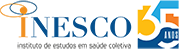 iNESCO
35 ANOS
instituto de estudos em saúde coletiva